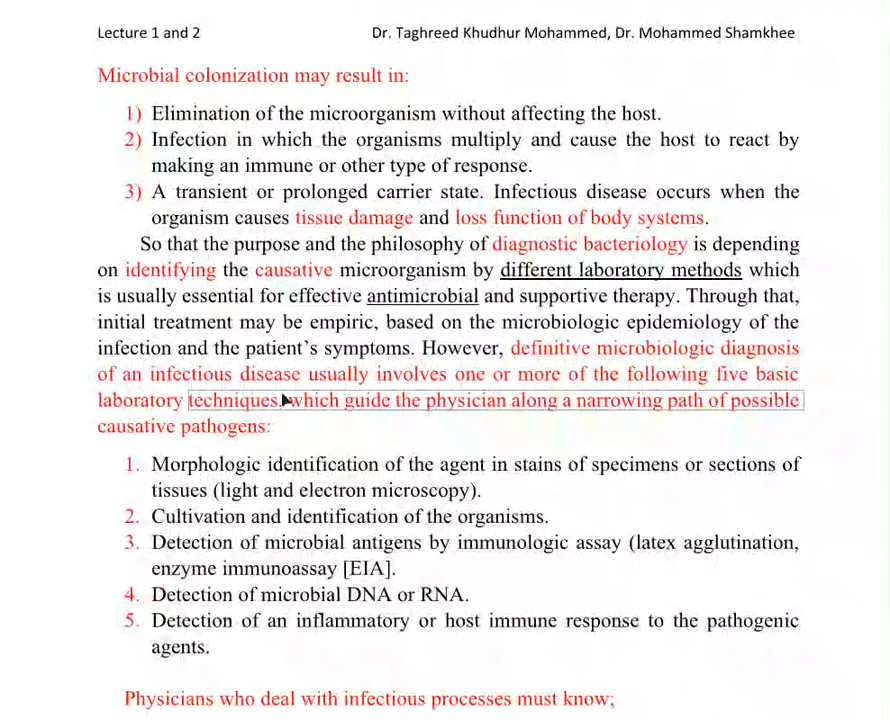 Lecture 1 and 2 Dr. Taghreed Khudhur Mohammed, Dr. Mohammed Shamkhee
Microbial colonization may result in:
1) Elimination of the microorganism without affecting the host.
2) Infection in which the organisms multiply and cause the host to react by
making an immune or other type of response.
3) A transient or prolonged carrier state. Infectious disease occurs when the
organism causes tissue damage and loss function of body systems.
So that the purpose and the philosophy of diagnostic bacteriology is depending
on identifying the causative microorganism by different laboratory methods which
is usually essential for effective antimicrobial and supportive therapy. Through that,
initial treatment may be empiric, based on the microbiologic epidemiology of the
infection and the patient's symptoms. However, definitive microbiologic diagnosis
of an infectious disease usually involves one or more of the following five basic
laboratory techniques, which guide the physician along a narrowing path of possible
causative pathogens:
1. Morphologic identification of the agent in stains of specimens or sections of
tissues (light and electron microscopy).
2. Cultivation and identification of the organisms.
3. Detection of microbial antigens by immunologic assay (latex agglutination,
enzyme immunoassay [EIA].
4. Detection of microbial DNA or RNA.
5. Detection of an inflammatory or host immune response to the pathogenic
agents.
Physicians who deal with infectious processes must know;